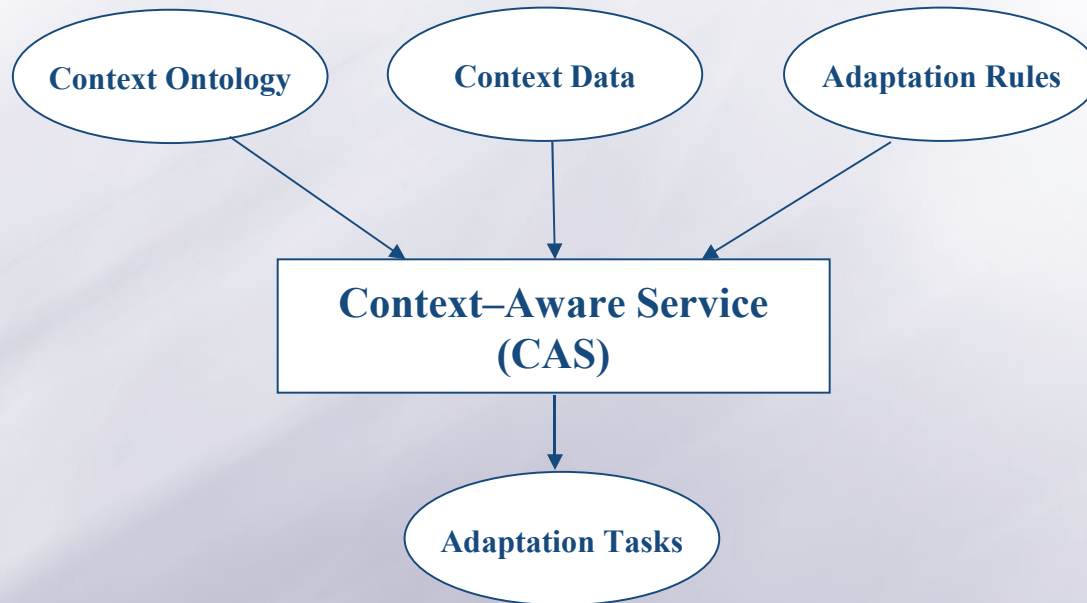 Context Ontology
Context Data
Adaptation Rules
Context–Aware Service
(CAS)
Adaptation Tasks